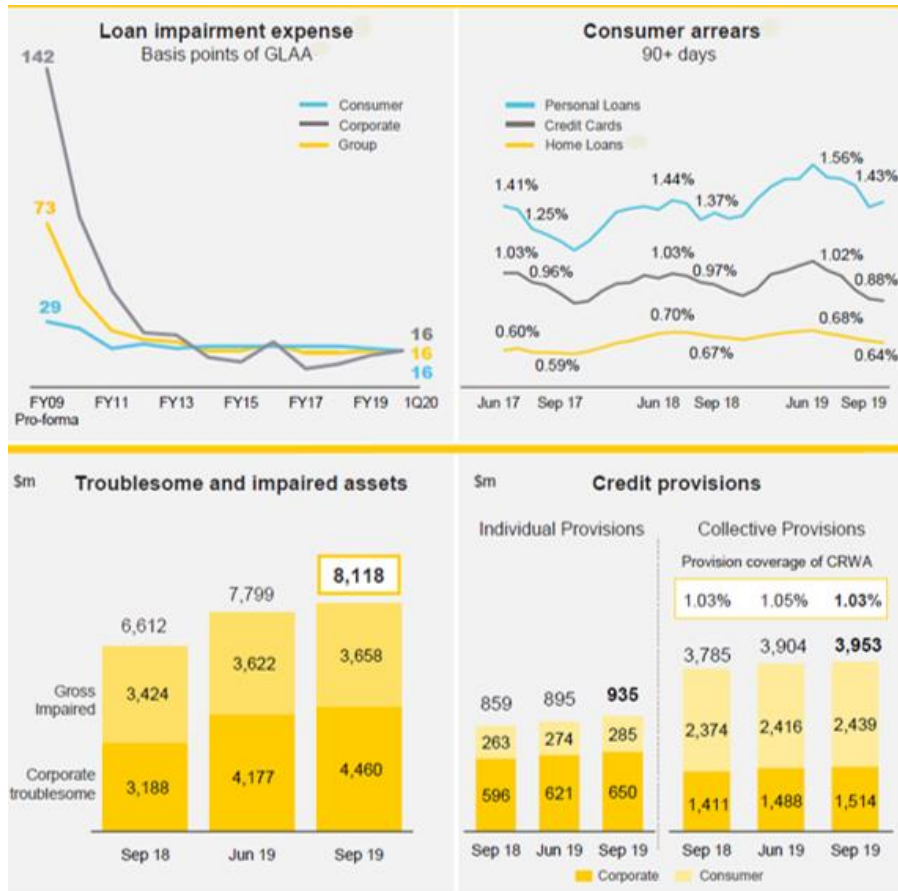 Loan impairment expense
Basis points of GLAA
142
Consumer
Corporate
Group
73
29
16
16
16
FY09 FY11 FY13 FY15 FY17 FY19 1Q20
Pro-forma
Consumer arrears
90+ days
Personal Loans
Credit Cards
Home Loans
1.41% 1.25% 1.44% 1.37% 1.56% 1.43%
1.03% 0.96% 1.03% 0.97% 1.02% 0.88%
0.60% 0.59% 0.70% 0.67% 0.68% 0.64%
Jun 17 Sep 17 Jun 18 Sep 18 Jun 19 Sep 19
$m Troublesome and impaired assets
8,118
7,799
6,612
Gross
Impaired
3,424 3,622 3,658
Corporate
troublesome
3,188 4,177 4,460
Sep 18 Jun 19 Sep 19
$m Credit provisions
Individual Provisions
859 895 935
263 274 285
596 621 650
Sep 18 Jun 19 Sep 19
Collective Provisions
Provision coverage of CRWA
1.03% 1.05% 1.03%
3,785 3,904 3,953
2,374 2,416 2,439
1,411 1,488 1,514
Sep 18 Jun 19 Sep 19
Corporate Consumer